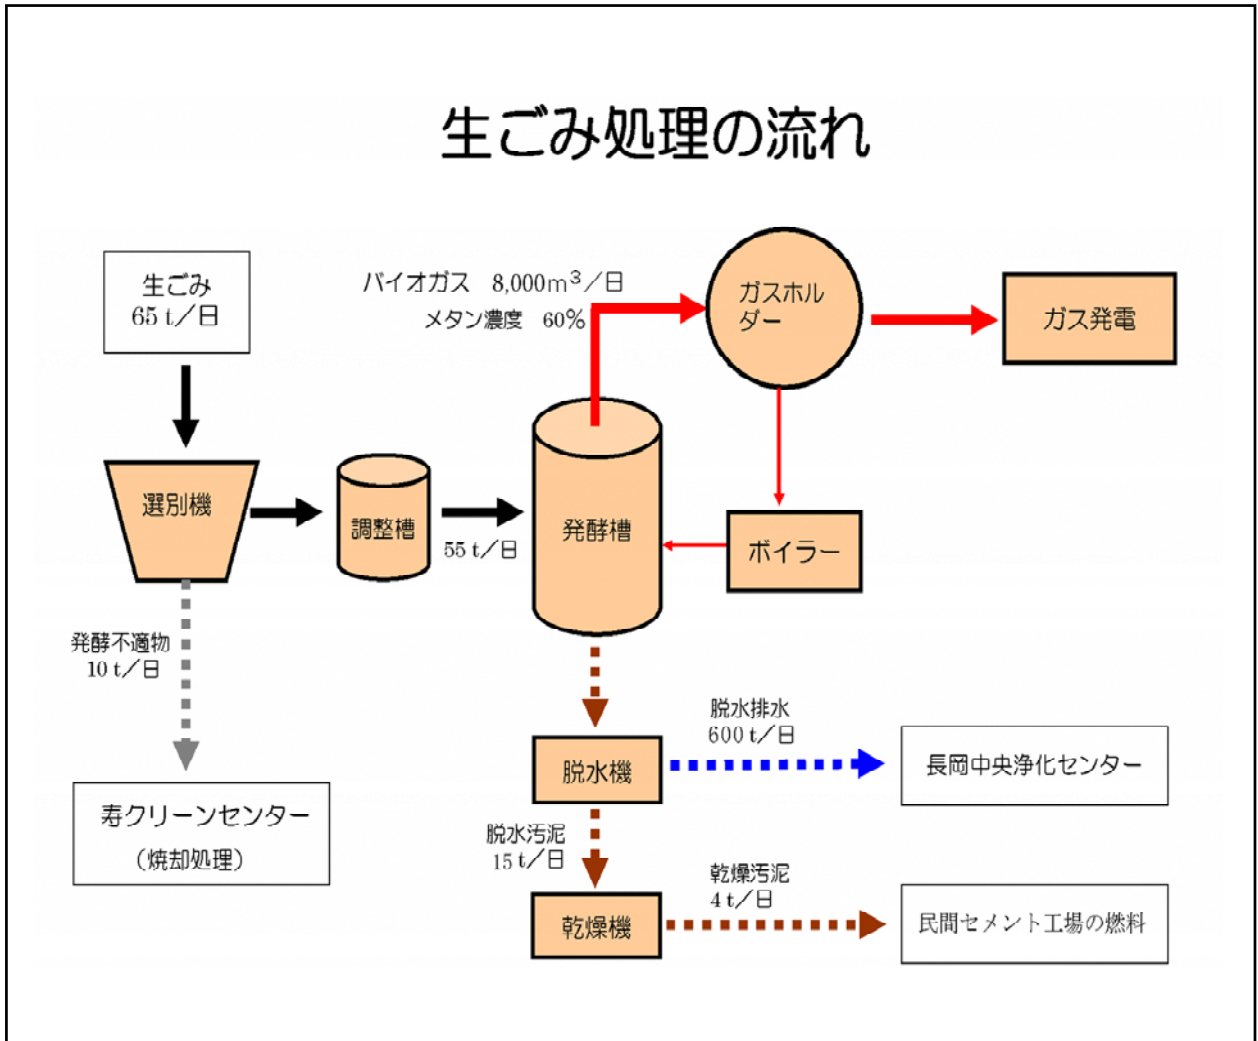 生ごみ処理の流れ
生ごみ
65 t／日
バイオガス　8,000m³／日
メタン濃度　60%
ガスホル
ダー
ガス発電
選別機
調整槽
55 t／日
発酵槽
ボイラー
発酵不適物
10 t／日
脱水排水
600 t／日
脱水機
長岡中央浄化センター
寿クリーンセンター
（焼却処理）
脱水汚泥
15 t／日
乾燥汚泥
4 t／日
乾燥機
民間セメント工場の燃料